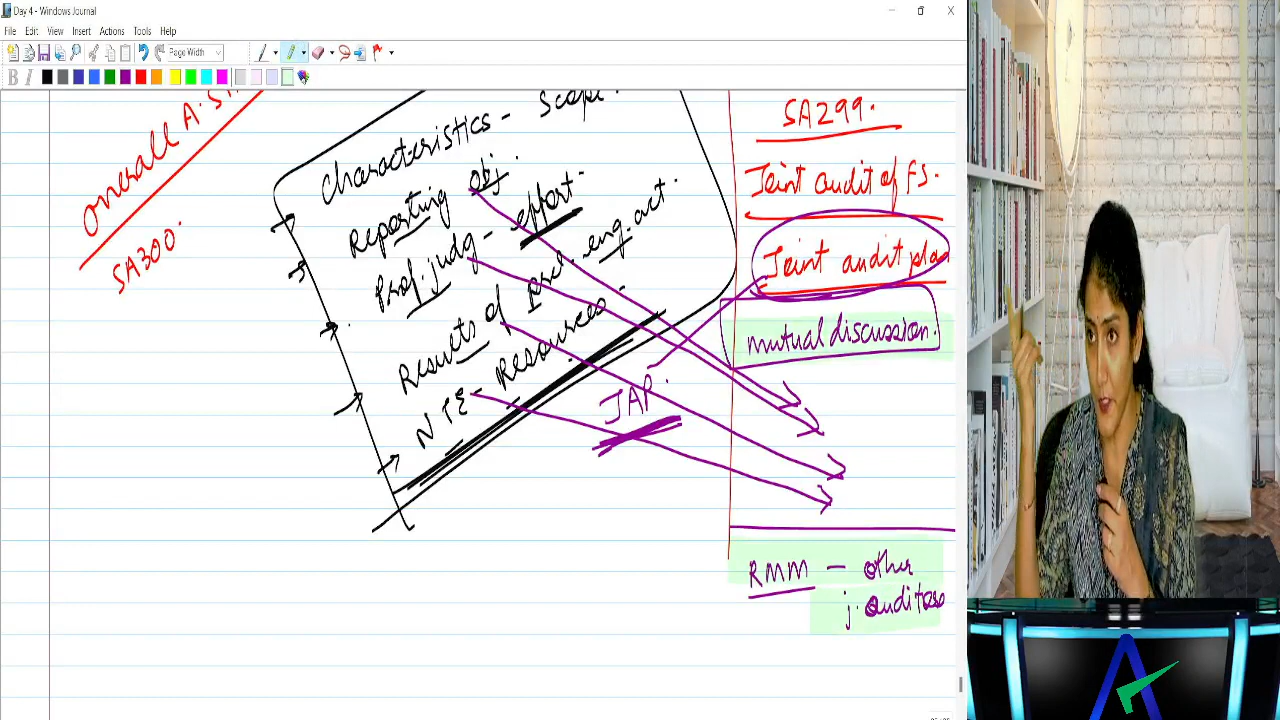 Day 4 - Windows Journal
File Edit View Insert Actions Tools Help
Page Width
B I
overall A.S
SA300.
Characteristics - Scope.
Reporting obj.
Prof. judg - effort.
Results of prel. eng. act.
NTE - Resources -
JAP.
SA299.
Joint audit of FS.
Joint audit plan
mutual discussion.
RMM - other
j. auditors